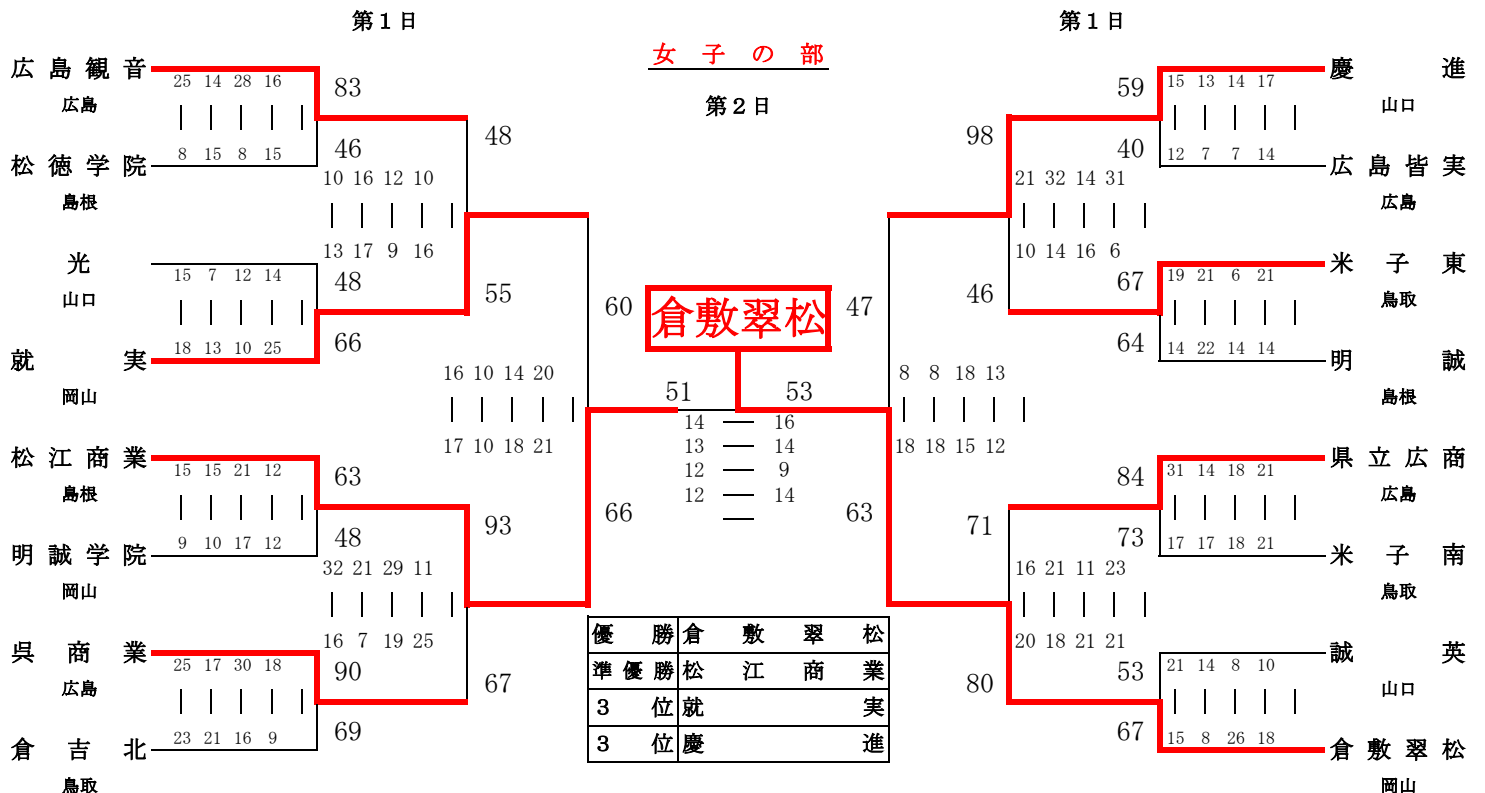 第１日
第１日
女子の部
第２日
広島観音
広島
25 14 28 16
83
8 15 8 15
46
松徳学院
島根
48
10 16 12 10
13 17 9 16
光
山口
15 7 12 14
48
18 13 10 25
66
就実
岡山
55
60
16 10 14 20
17 10 18 21
松江商業
島根
15 15 21 12
63
9 10 17 12
48
明誠学院
岡山
93
32 21 29 11
16 7 19 25
呉商業
広島
25 17 30 18
90
23 21 16 9
69
倉吉北
鳥取
67
66
倉敷翠松
51 53
14 16
13 14
12 9
12 14
慶進
山口
59
15 13 14 17
40
12 7 7 14
広島皆実
広島
98
21 32 14 31
10 14 16 6
米子東
鳥取
67
19 21 6 21
64
14 22 14 14
明誠
島根
46
47
8 8 18 13
18 18 15 12
63
県立広商
広島
84
31 14 18 21
73
17 17 18 21
米子南
鳥取
71
16 21 11 23
20 18 21 21
誠英
山口
53
21 14 8 10
67
15 8 26 18
倉敷翠松
岡山
80
優勝 倉敷翠松
準優勝 松江商業
３位 就実
３位 慶進